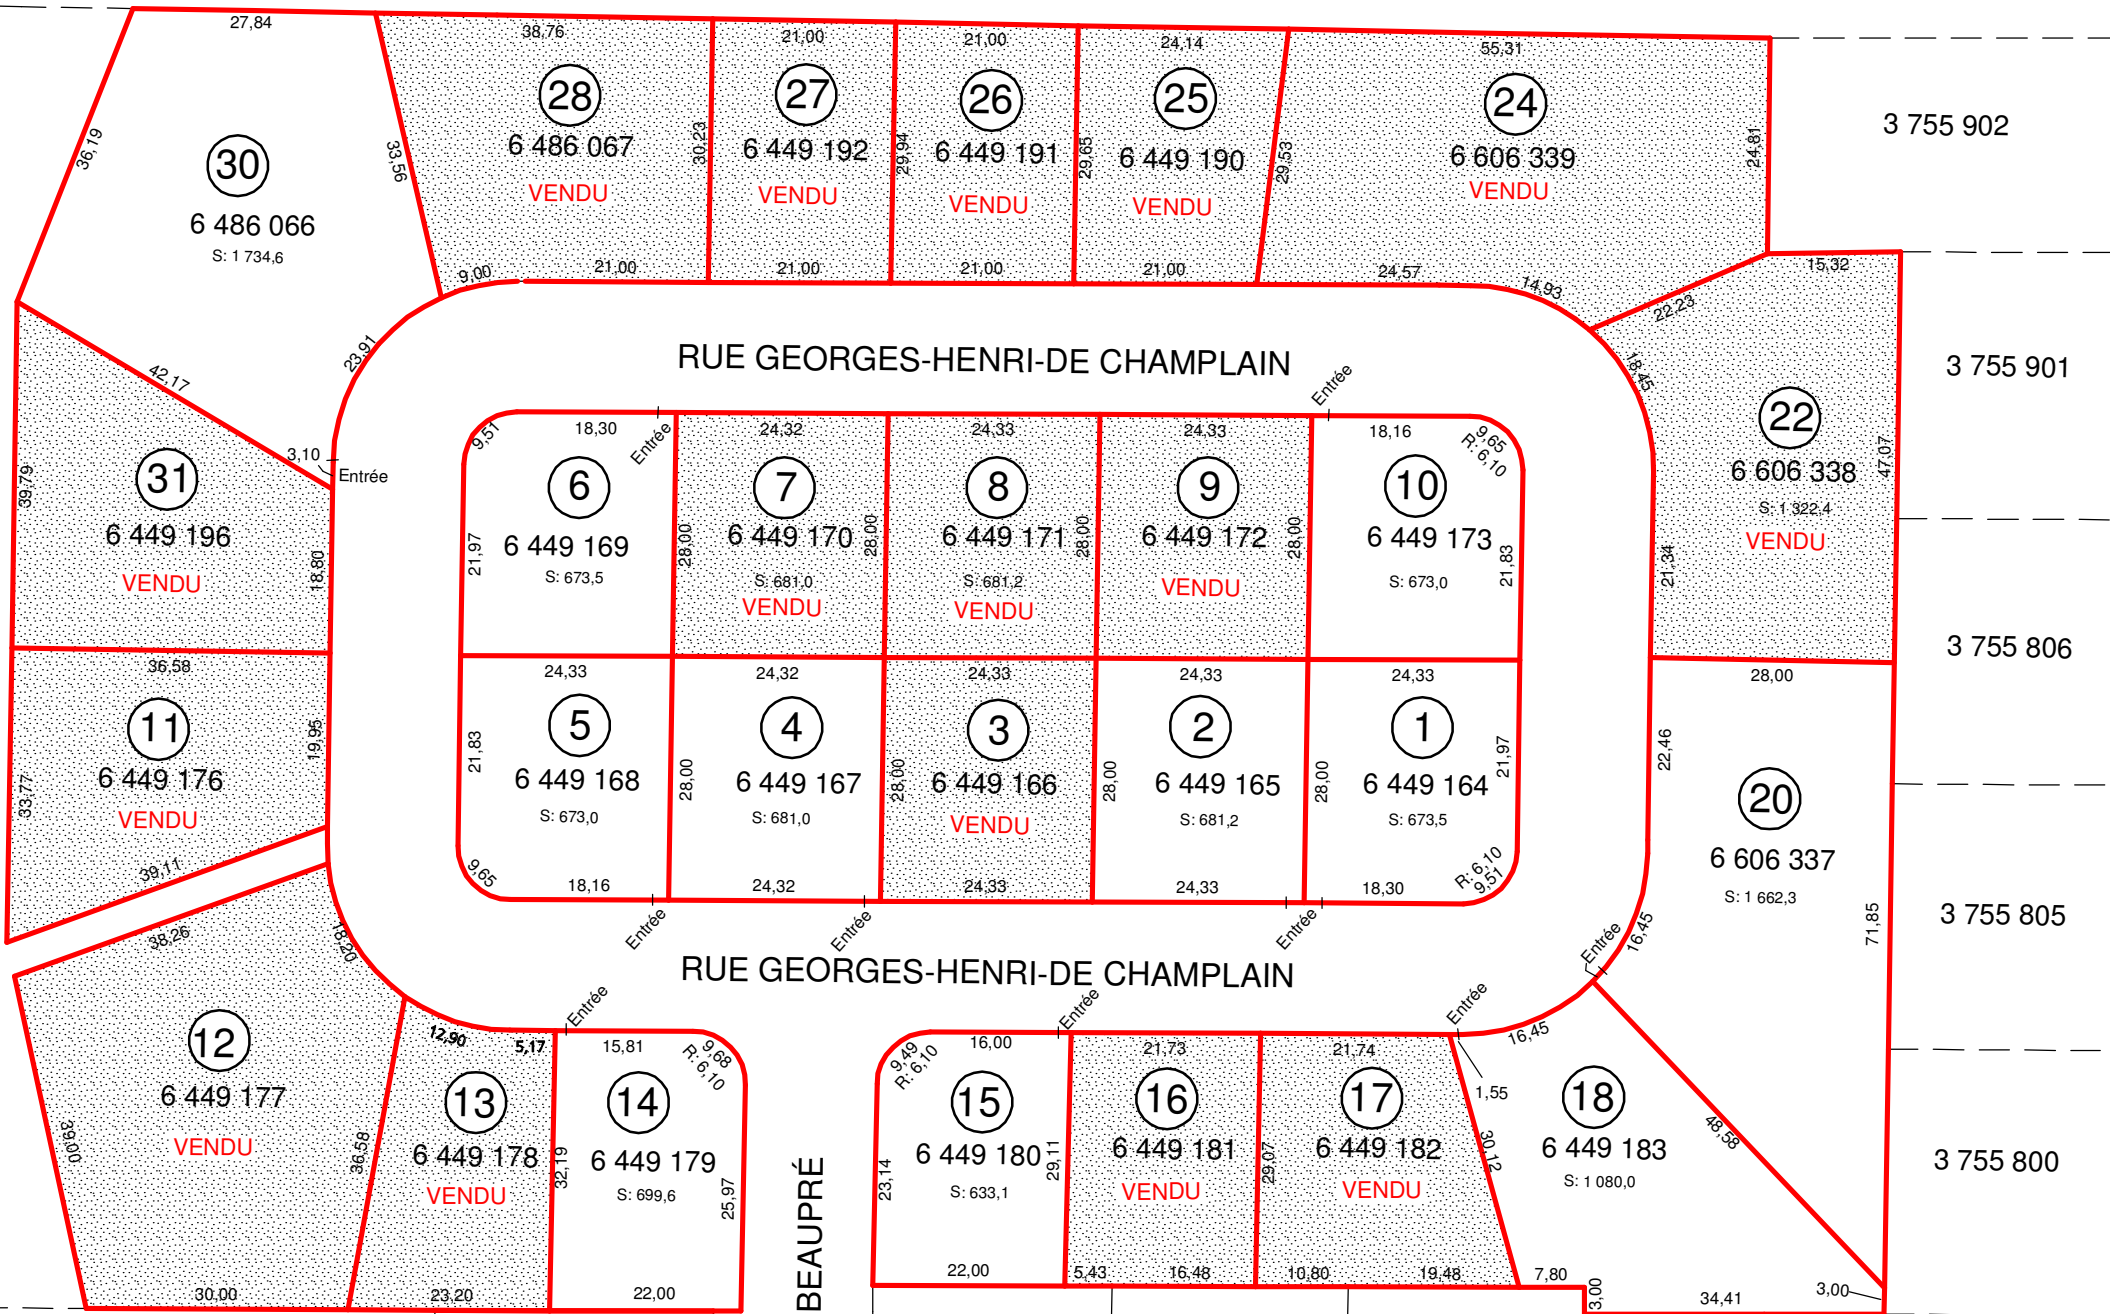 27,84
38,76
21,00
21,00
24,14
55,31
36,19
30
6 486 066
S: 1 734,6
33,56
28
6 486 067
VENDU
30,23
27
6 449 192
VENDU
29,94
26
6 449 191
VENDU
29,65
25
6 449 190
VENDU
29,53
24
6 606 339
VENDU
24,81
3 755 902
9,00
21,00
21,00
21,00
21,00
24,57
14,93
22,23
15,32
23,91
42,17
3,10
Entrée
RUE GEORGES-HENRI-DE CHAMPLAIN
Entrée
18,45
3 755 901
39,79
31
6 449 196
VENDU
18,80
9,51
18,30
Entrée
6
6 449 169
S: 673,5
21,97
28,00
24,32
7
6 449 170
S: 681,0
VENDU
28,00
24,33
8
6 449 171
S: 681,2
VENDU
28,00
24,33
9
6 449 172
VENDU
28,00
18,16
9,65
R: 6,10
10
6 449 173
S: 673,0
21,83
22
6 606 338
S: 1 322,4
VENDU
47,07
21,34
3 755 806
36,58
11
6 449 176
VENDU
19,95
33,77
39,11
24,33
5
6 449 168
S: 673,0
21,83
28,00
9,65
18,16
24,32
4
6 449 167
S: 681,0
24,32
24,33
3
6 449 166
VENDU
28,00
24,33
24,33
2
6 449 165
S: 681,2
28,00
24,33
24,33
1
6 449 164
S: 673,5
21,97
28,00
18,30
R: 6,10
9,51
28,00
22,46
20
6 606 337
S: 1 662,3
71,85
3 755 805
Entrée
Entrée
Entrée
Entrée
16,45
38,26
18,20
RUE GEORGES-HENRI-DE CHAMPLAIN
12
6 449 177
VENDU
39,00
36,58
30,00
12,90
5,17
13
6 449 178
VENDU
32,19
23,20
Entrée
15,81
9,68
R: 6,10
14
6 449 179
S: 699,6
25,97
22,00
BEAUPRÉ
9,49
R: 6,10
16,00
Entrée
15
6 449 180
S: 633,1
23,14
29,11
22,00
21,73
16
6 449 181
VENDU
29,07
5,43
16,48
21,74
17
6 449 182
VENDU
10,80
19,48
Entrée
16,45
1,55
30,12
18
6 449 183
S: 1 080,0
48,58
7,80
3,00
34,41
3,00
3 755 800